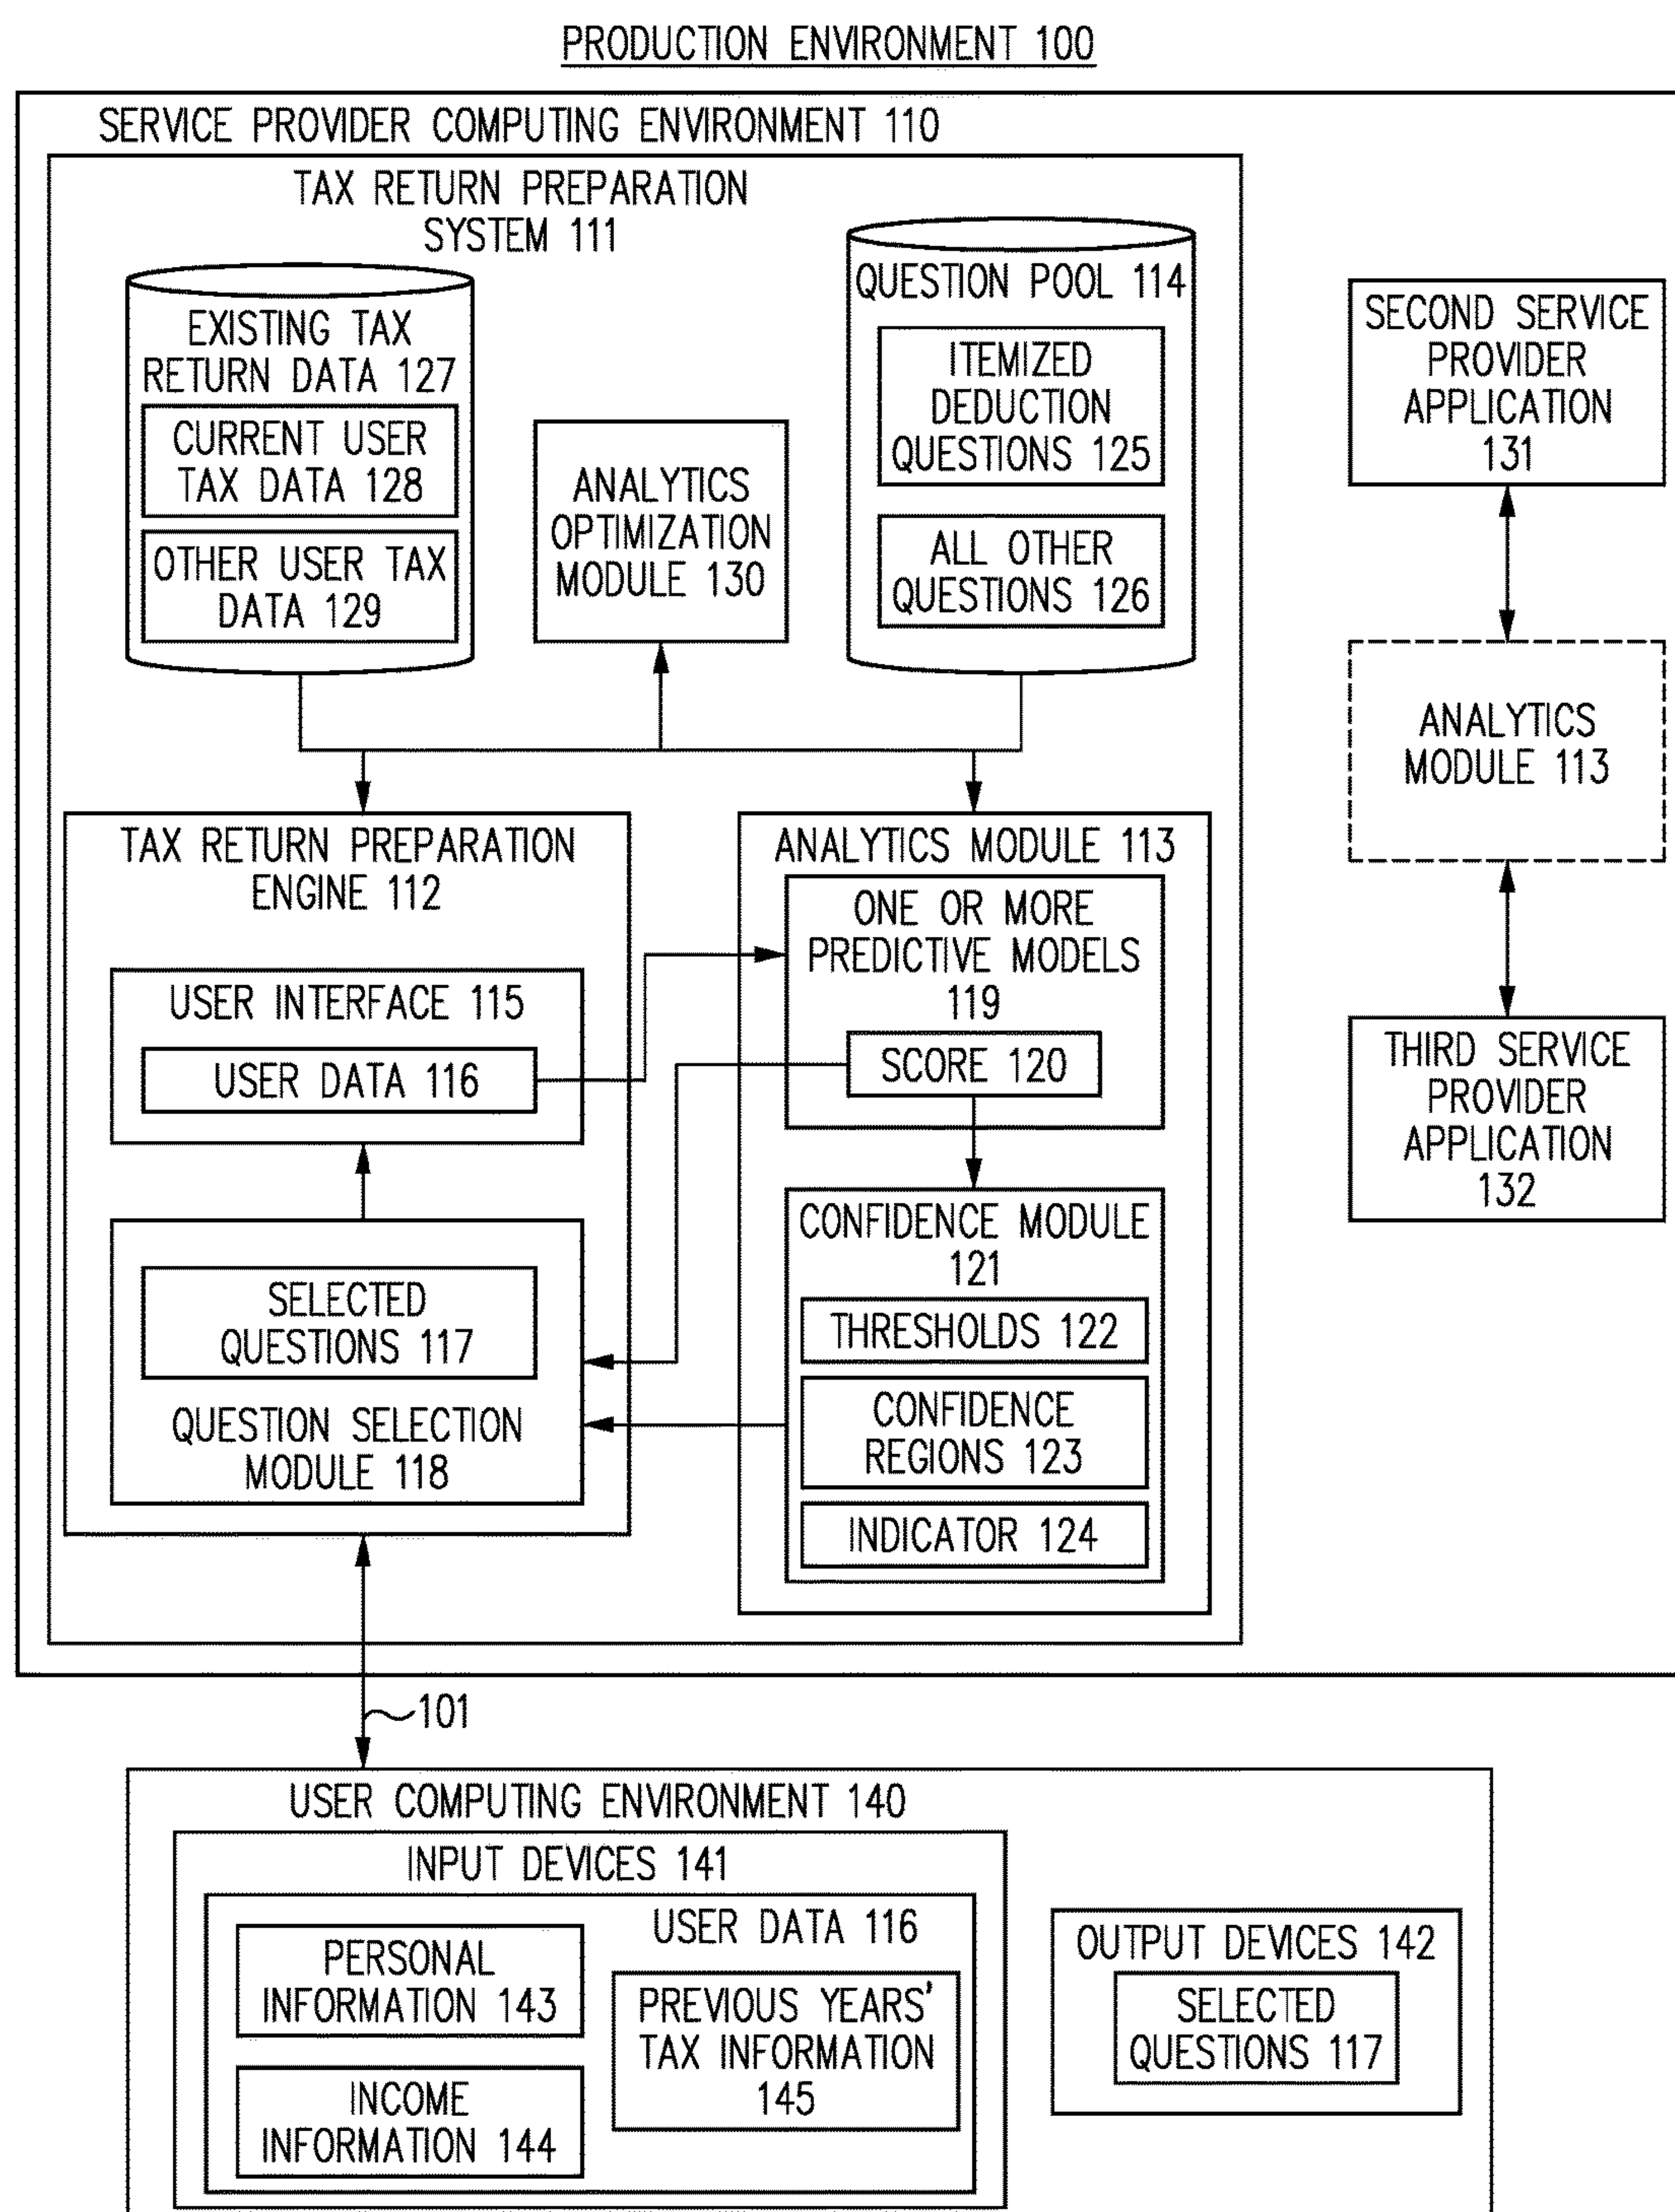 PRODUCTION ENVIRONMENT 100
SERVICE PROVIDER COMPUTING ENVIRONMENT 110
TAX RETURN PREPARATION
SYSTEM 111
EXISTING TAX
RETURN DATA 127
CURRENT USER
TAX DATA 128
OTHER USER TAX
DATA 129
ANALYTICS
OPTIMIZATION
MODULE 130
QUESTION POOL 114
ITEMIZED
DEDUCTION
QUESTIONS 125
ALL OTHER
QUESTIONS 126
SECOND SERVICE
PROVIDER
APPLICATION
131
ANALYTICS
MODULE 113
THIRD SERVICE
PROVIDER
APPLICATION
132
TAX RETURN PREPARATION
ENGINE 112
USER INTERFACE 115
USER DATA 116
SELECTED
QUESTIONS 117
QUESTION SELECTION
MODULE 118
ANALYTICS MODULE 113
ONE OR MORE
PREDICTIVE MODELS
119
SCORE 120
CONFIDENCE MODULE
121
THRESHOLDS 122
CONFIDENCE
REGIONS 123
INDICATOR 124
101
USER COMPUTING ENVIRONMENT 140
INPUT DEVICES 141
USER DATA 116
PERSONAL
INFORMATION 143
INCOME
INFORMATION 144
PREVIOUS YEARS'
TAX INFORMATION
145
OUTPUT DEVICES 142
SELECTED
QUESTIONS 117